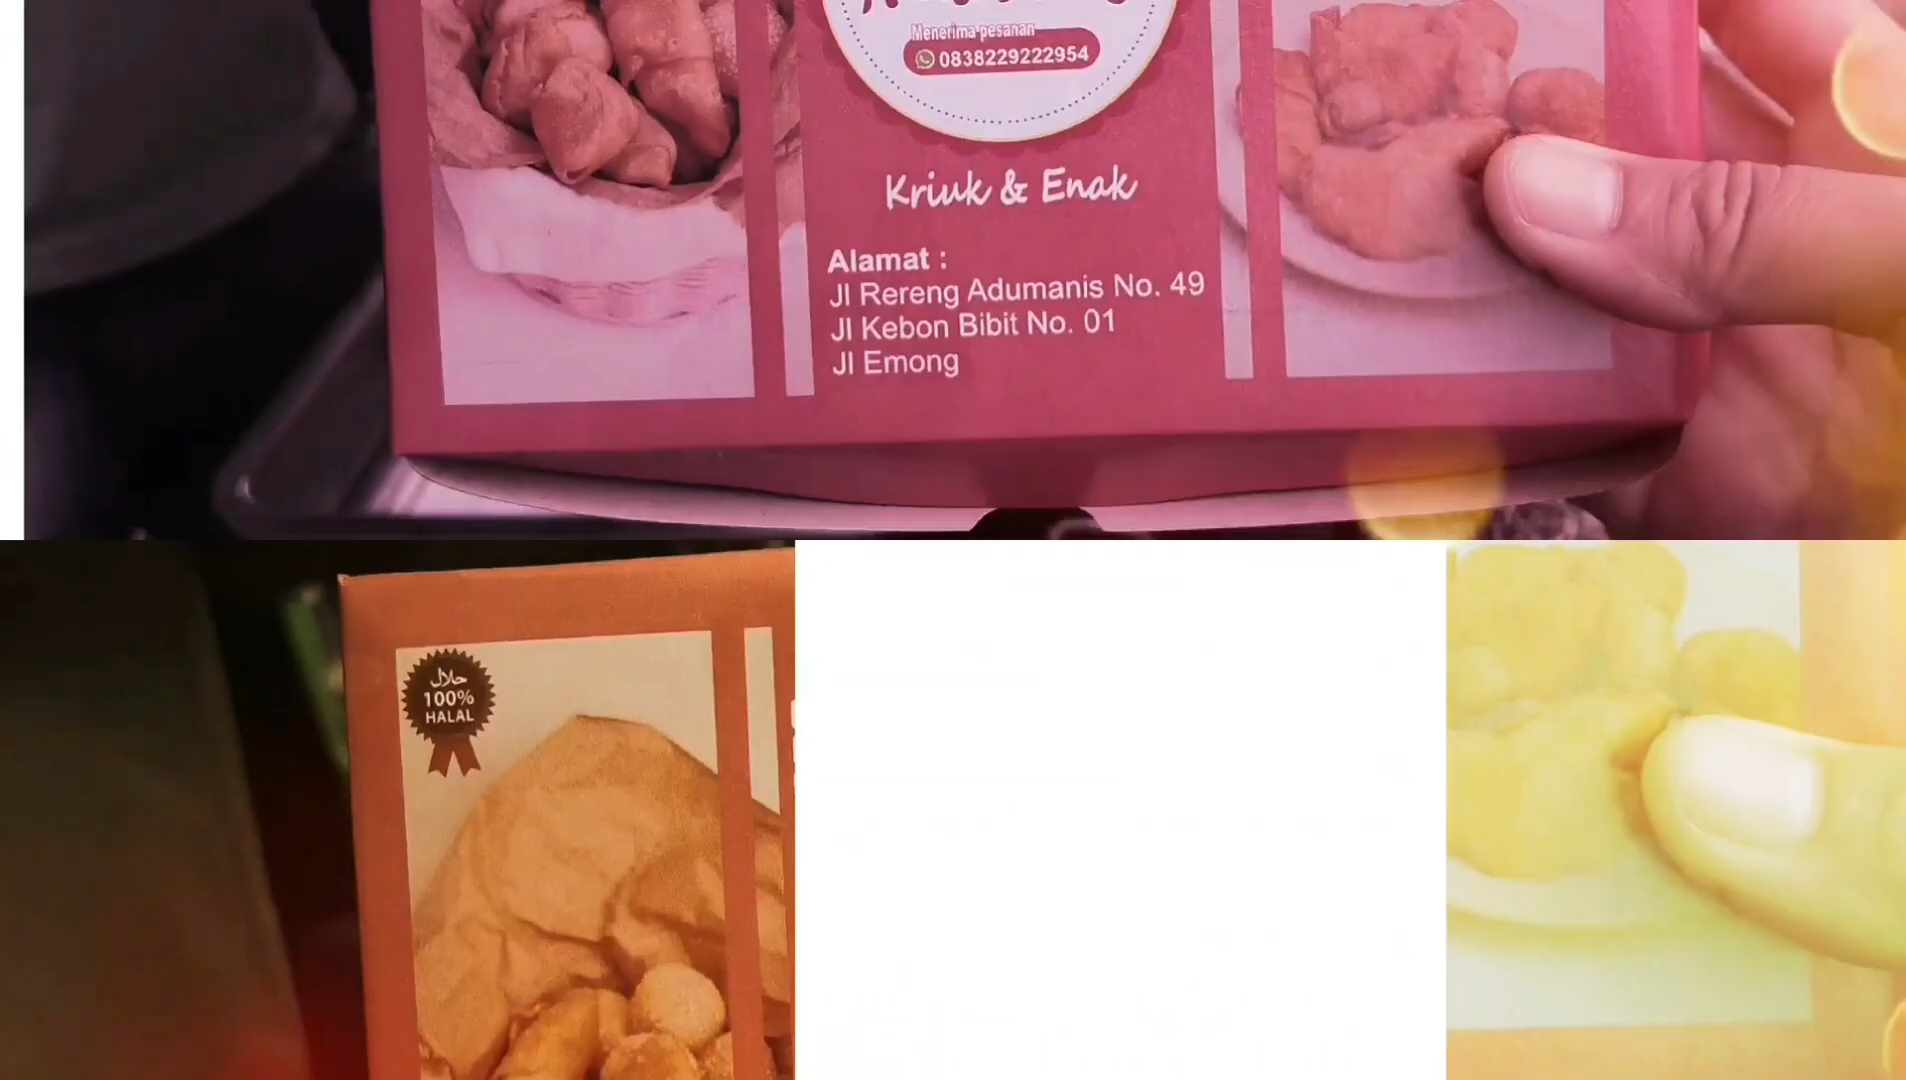 Menerima pesanan
0838229222954
Kriuk & Enak
Alamat :
Jl Rereng Adumanis No. 49
Jl Kebon Bibit No. 01
Jl Emong
حلال
100%
HALAL